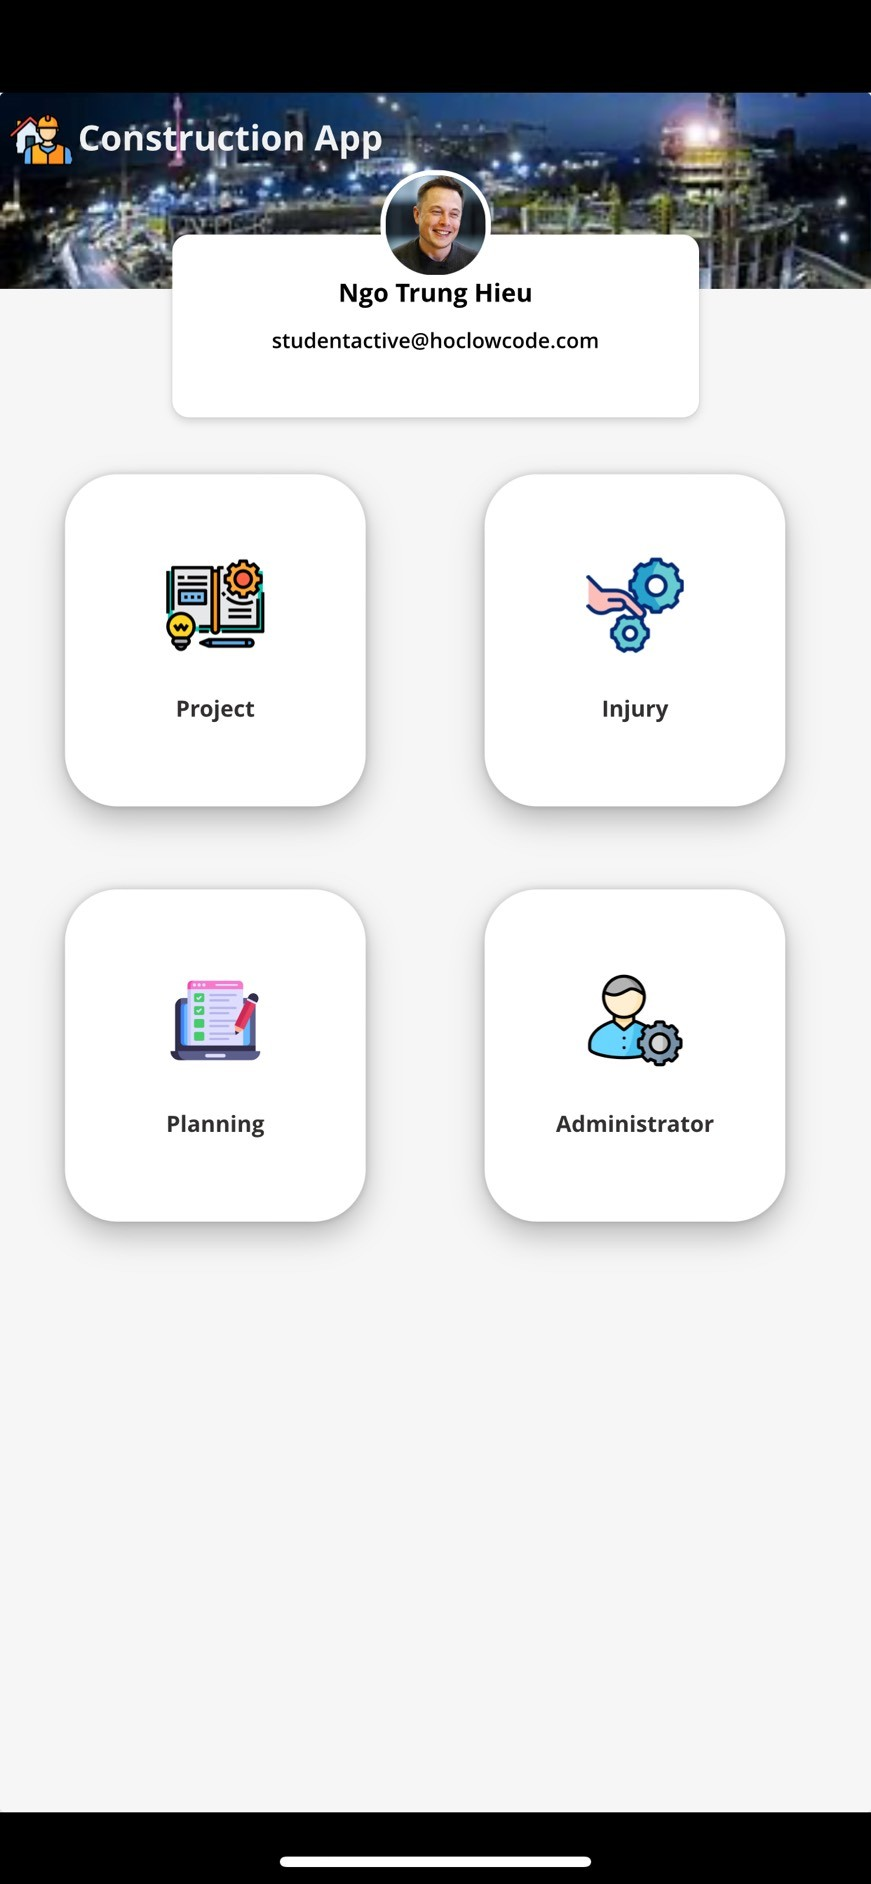 Construction App
Ngo Trung Hieu
studentactive@hoclowcode.com
Project
Injury
Planning
Administrator